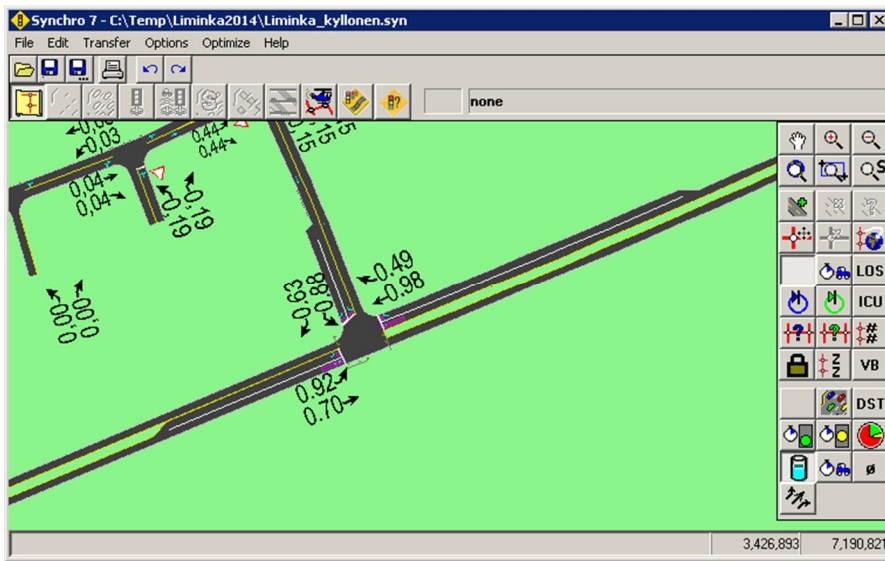 Synchro 7 - C:\Temp\Liminka2014\Liminka_kyllonen.syn
File Edit Transfer Options Optimize Help
none
0,03
0,44
0,44
0,04
0,04
0,19
0,19
0,00
0,00
0.49
0.98
0.63
0.88
0.92
0.70
LOS
ICU
##
Z
Z
VB
DST
ø
3,426,893 7,190,821